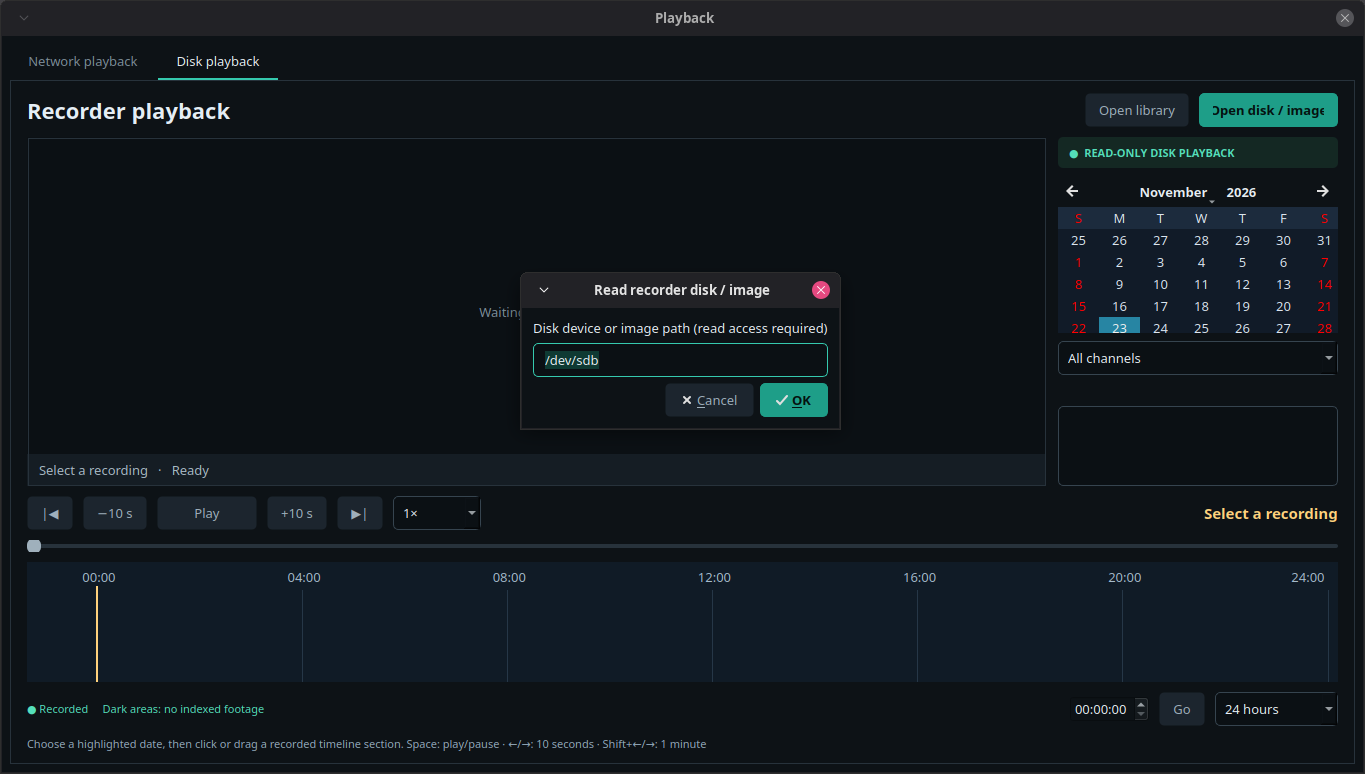 Playback
Network playback Disk playback
Recorder playback
Open library
Open disk / image
READ-ONLY DISK PLAYBACK
November 2026
S M T W T F S
25 26 27 28 29 30 31
1 2 3 4 5 6 7
8 9 10 11 12 13 14
15 16 17 18 19 20 21
22 23 24 25 26 27 28
All channels
Waiting
Read recorder disk / image
Disk device or image path (read access required)
/dev/sdb
Cancel
OK
Select a recording · Ready
|◀ −10 s Play +10 s ▶| 1×
Select a recording
00:00 04:00 08:00 12:00 16:00 20:00 24:00
Recorded Dark areas: no indexed footage
00:00:00 Go 24 hours
Choose a highlighted date, then click or drag a recorded timeline section. Space: play/pause · ←/→: 10 seconds · Shift+←/→: 1 minute